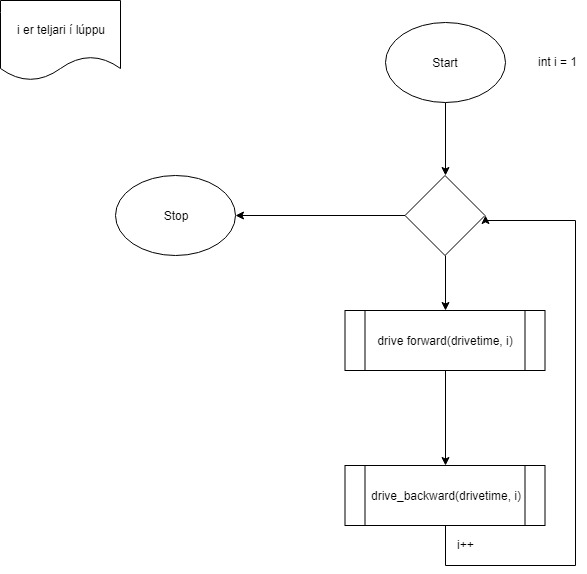 i er teljari í lúppu
Start
int i = 1
Stop
drive forward(drivetime, i)
drive_backward(drivetime, i)
i++